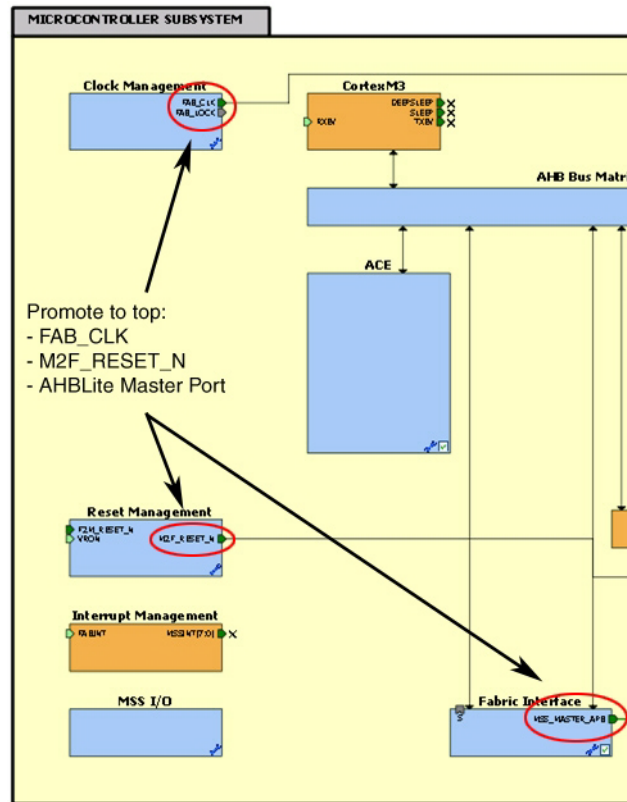 MICROCONTROLLER SUBSYSTEM
Clock Management
FAB_CLK
FAB_LOCK
CortexM3
DEEPSLEEP
SLEEP
TXEV
RXEV
AHB Bus Matri
ACE
Promote to top:
- FAB_CLK
- M2F_RESET_N
- AHBLite Master Port
Reset Management
F2M_RESET_N
VRON
M2F_RESET_N
Interrupt Management
FABINT
MSSINT[7:0]
MSS I/O
Fabric Interface
MSS_MASTER_APB